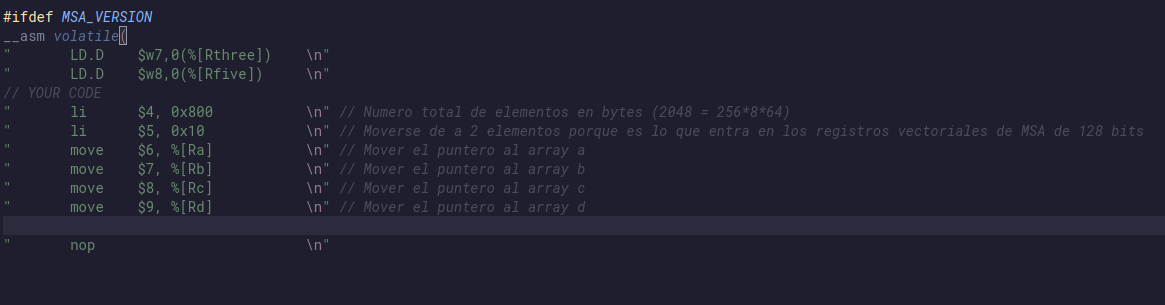 #ifdef MSA_VERSION
__asm volatile(
"       LD.D    $w7,0(%[Rthree])    \n"
"       LD.D    $w8,0(%[Rfive])     \n"
// YOUR CODE
"       li      $4, 0x800           \n" // Numero total de elementos en bytes (2048 = 256*8*64)
"       li      $5, 0x10            \n" // Moverse de a 2 elementos porque es lo que entra en los registros vectoriales de MSA de 128 bits
"       move    $6, %[Ra]           \n" // Mover el puntero al array a
"       move    $7, %[Rb]           \n" // Mover el puntero al array b
"       move    $8, %[Rc]           \n" // Mover el puntero al array c
"       move    $9, %[Rd]           \n" // Mover el puntero al array d
"       nop                         \n"